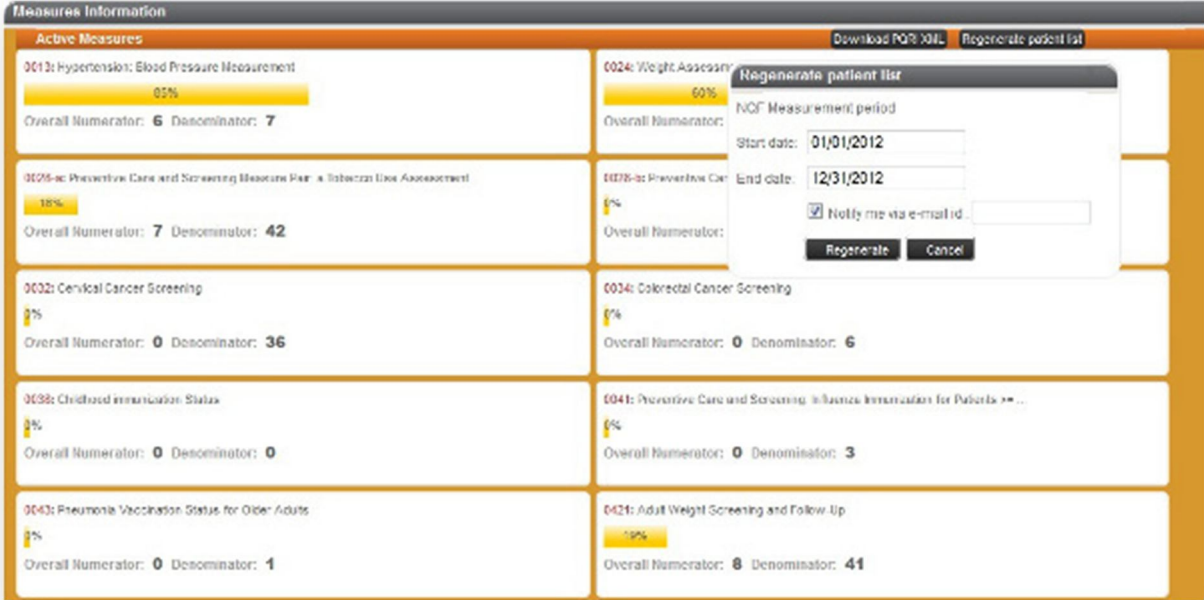 Measures Information
Active Measures
Download PQRI XML
Regenerate patient list
0013: Hypertension: Blood Pressure Measurement
85%
Overall Numerator: 6 Denominator: 7
0024: Weight Assessm
60%
Overall Numerator:
Regenerate patient list
NQF Measurement period
Start date: 01/01/2012
End date: 12/31/2012
Notify me via e-mail id :
Regenerate
Cancel
0028-a: Preventive Care and Screening Measure Pair: a Tobacco Use Assessment
16%
Overall Numerator: 7 Denominator: 42
0028-b: Preventive Car
0%
Overall Numerator:
0032: Cervical Cancer Screening
0%
Overall Numerator: 0 Denominator: 36
0034: Colorectal Cancer Screening
0%
Overall Numerator: 0 Denominator: 6
0038: Childhood immunization Status
0%
Overall Numerator: 0 Denominator: 0
0041: Preventive Care and Screening: Influenza Immunization for Patients >= ...
0%
Overall Numerator: 0 Denominator: 3
0043: Pneumonia Vaccination Status for Older Adults
0%
Overall Numerator: 0 Denominator: 1
0421: Adult Weight Screening and Follow-Up
19%
Overall Numerator: 8 Denominator: 41